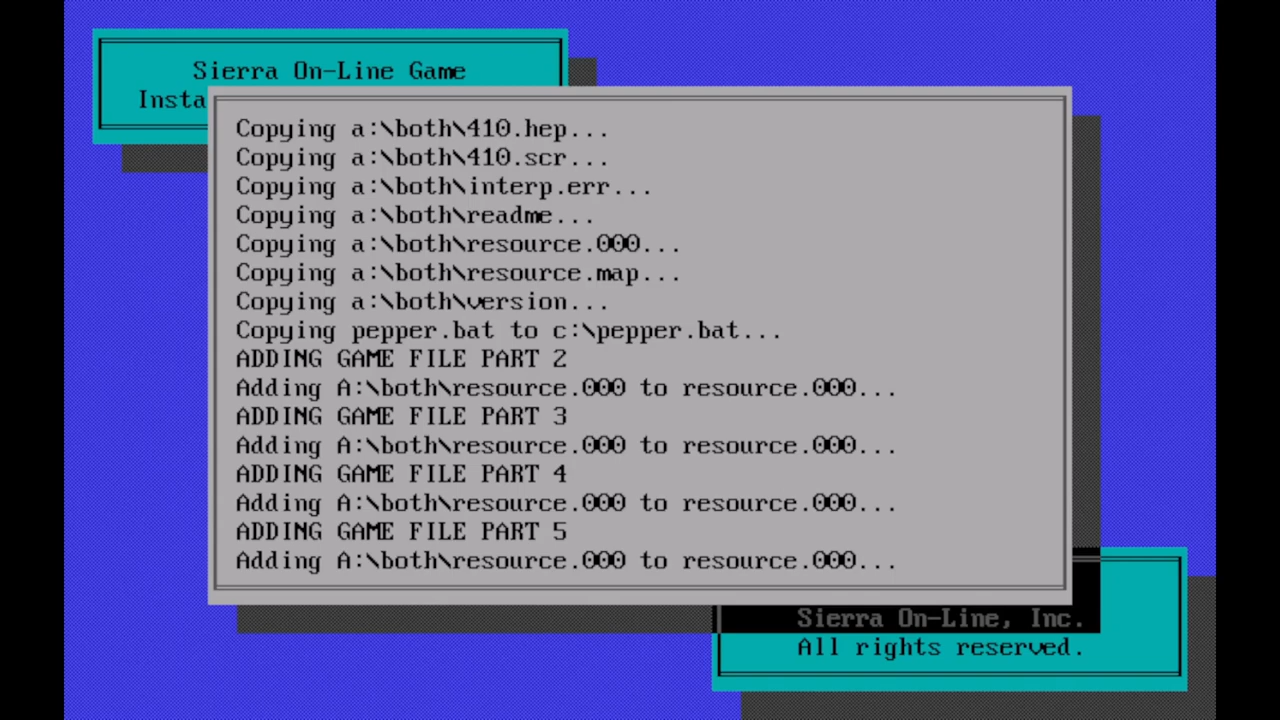 Sierra On-Line Game
Insta
Copying a:\both\410.hep...
Copying a:\both\410.scr...
Copying a:\both\interp.err...
Copying a:\both\readme...
Copying a:\both\resource.000...
Copying a:\both\resource.map...
Copying a:\both\version...
Copying pepper.bat to c:\pepper.bat...
ADDING GAME FILE PART 2
Adding A:\both\resource.000 to resource.000...
ADDING GAME FILE PART 3
Adding A:\both\resource.000 to resource.000...
ADDING GAME FILE PART 4
Adding A:\both\resource.000 to resource.000...
ADDING GAME FILE PART 5
Adding A:\both\resource.000 to resource.000...
Sierra On-Line, Inc.
All rights reserved.